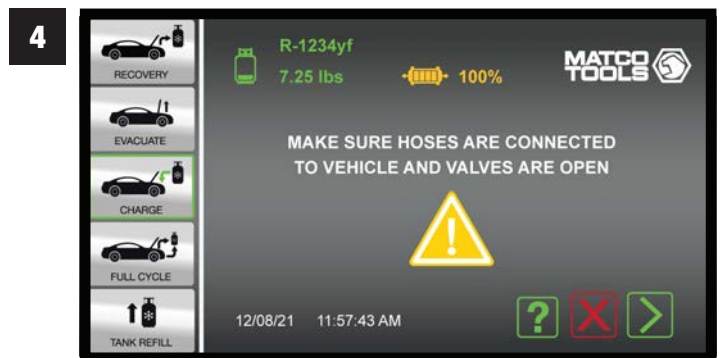 4
RECOVERY
EVACUATE
CHARGE
FULL CYCLE
TANK REFILL
R-1234yf
7.25 lbs
100%
MATCO
TOOLS
MAKE SURE HOSES ARE CONNECTED
TO VEHICLE AND VALVES ARE OPEN
12/08/21 11:57:43 AM
?